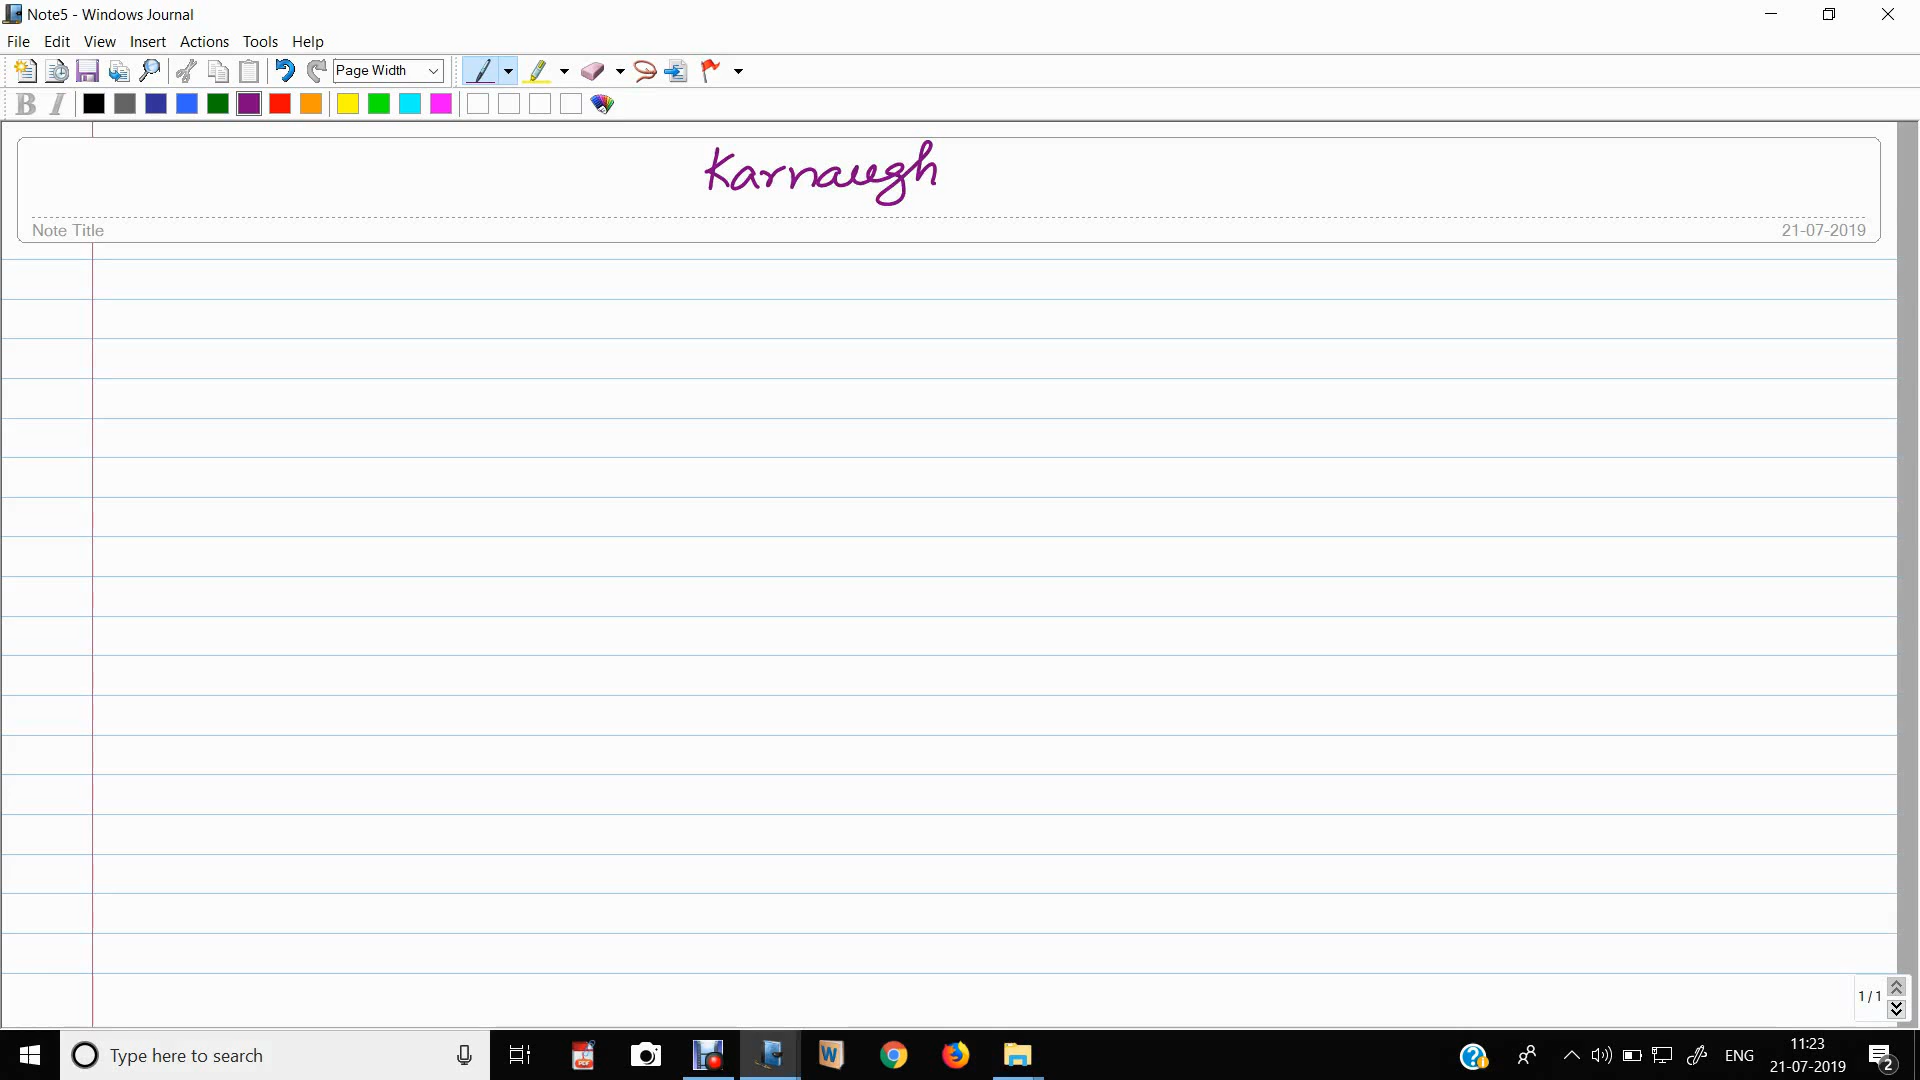 Note5 - Windows Journal
File Edit View Insert Actions Tools Help
Page Width
B I
Karnaugh
Note Title
21-07-2019
1 / 1
Type here to search
ENG
11:23
21-07-2019
2